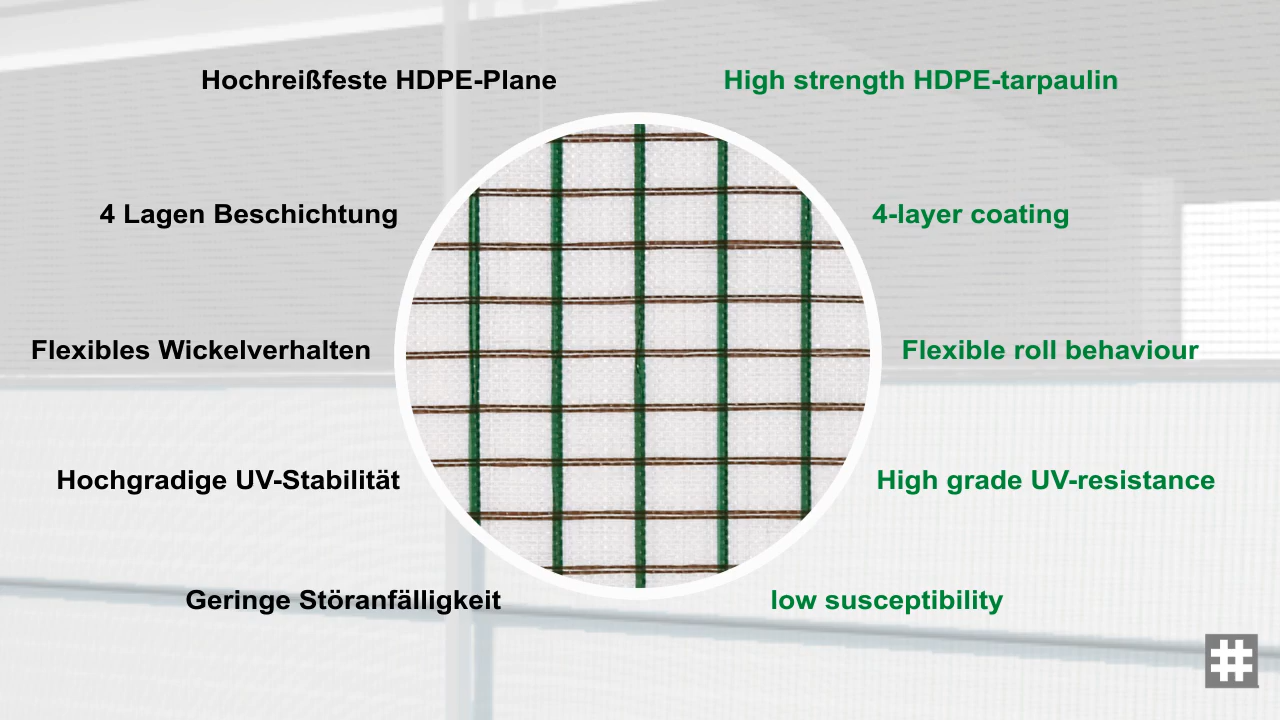 Hochreißfeste HDPE-Plane
High strength HDPE-tarpaulin
4 Lagen Beschichtung
4-layer coating
Flexibles Wickelverhalten
Flexible roll behaviour
Hochgradige UV-Stabilität
High grade UV-resistance
Geringe Störanfälligkeit
low susceptibility